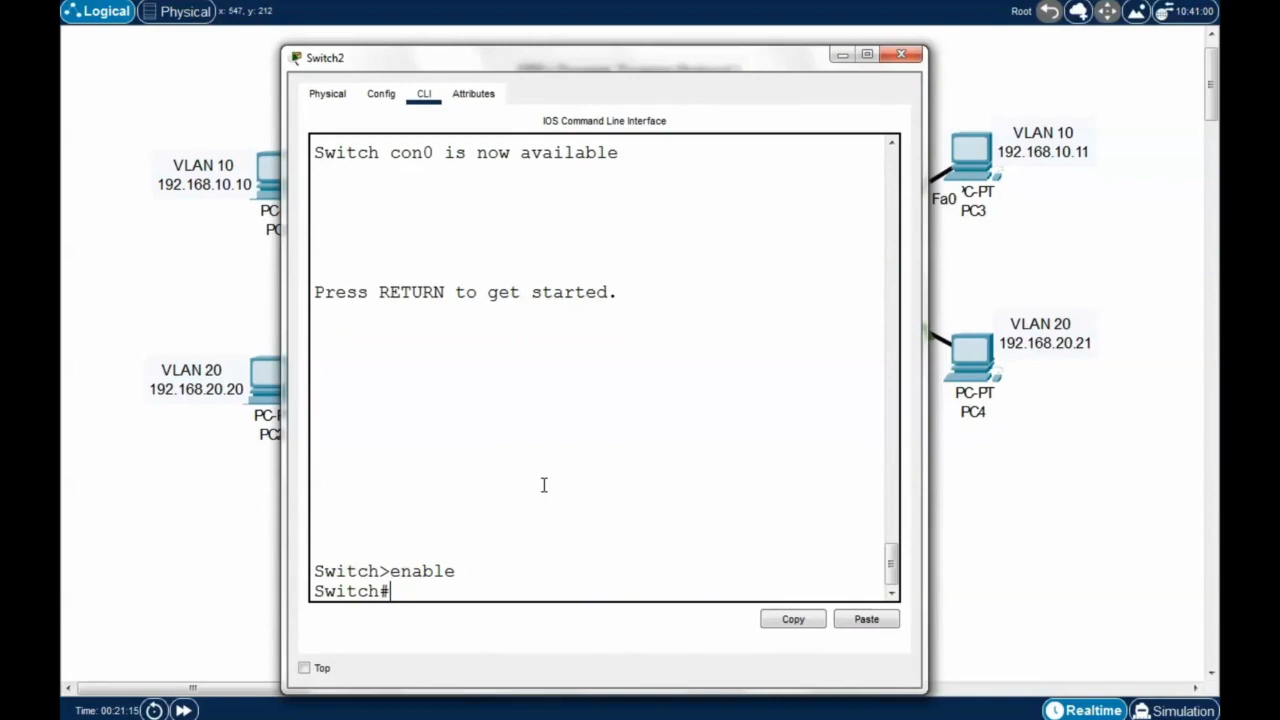 Logical
Physical
x: 547, y: 212
Root
10:41:00
Switch2
Physical
Config
CLI
Attributes
IOS Command Line Interface
Switch con0 is now available
Press RETURN to get started.
Switch>enable
Switch#
Copy
Paste
Top
VLAN 10
192.168.10.10
PC
VLAN 20
192.168.20.20
VLAN 10
192.168.10.11
Fa0
C-PT
PC3
VLAN 20
192.168.20.21
PC-PT
PC4
Time: 00:21:15
Realtime
Simulation